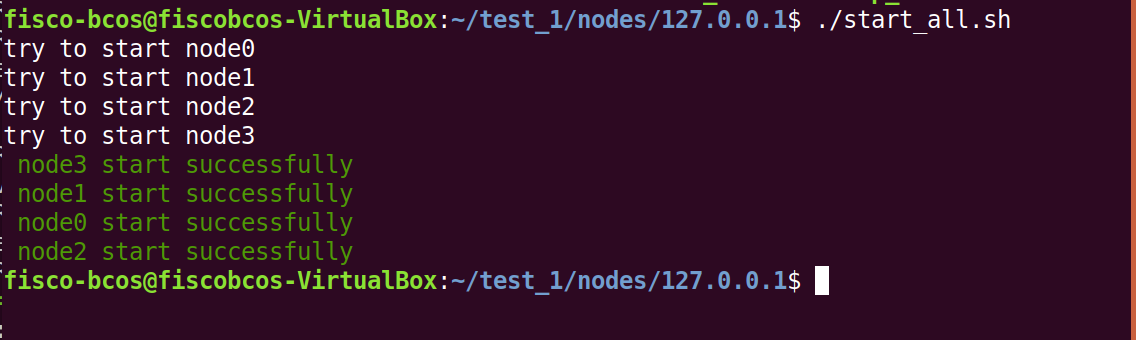 fisco-bcos@fiscobcos-VirtualBox:~/test_1/nodes/127.0.0.1$ ./start_all.sh
try to start node0
try to start node1
try to start node2
try to start node3
 node3 start successfully
 node1 start successfully
 node0 start successfully
 node2 start successfully
fisco-bcos@fiscobcos-VirtualBox:~/test_1/nodes/127.0.0.1$